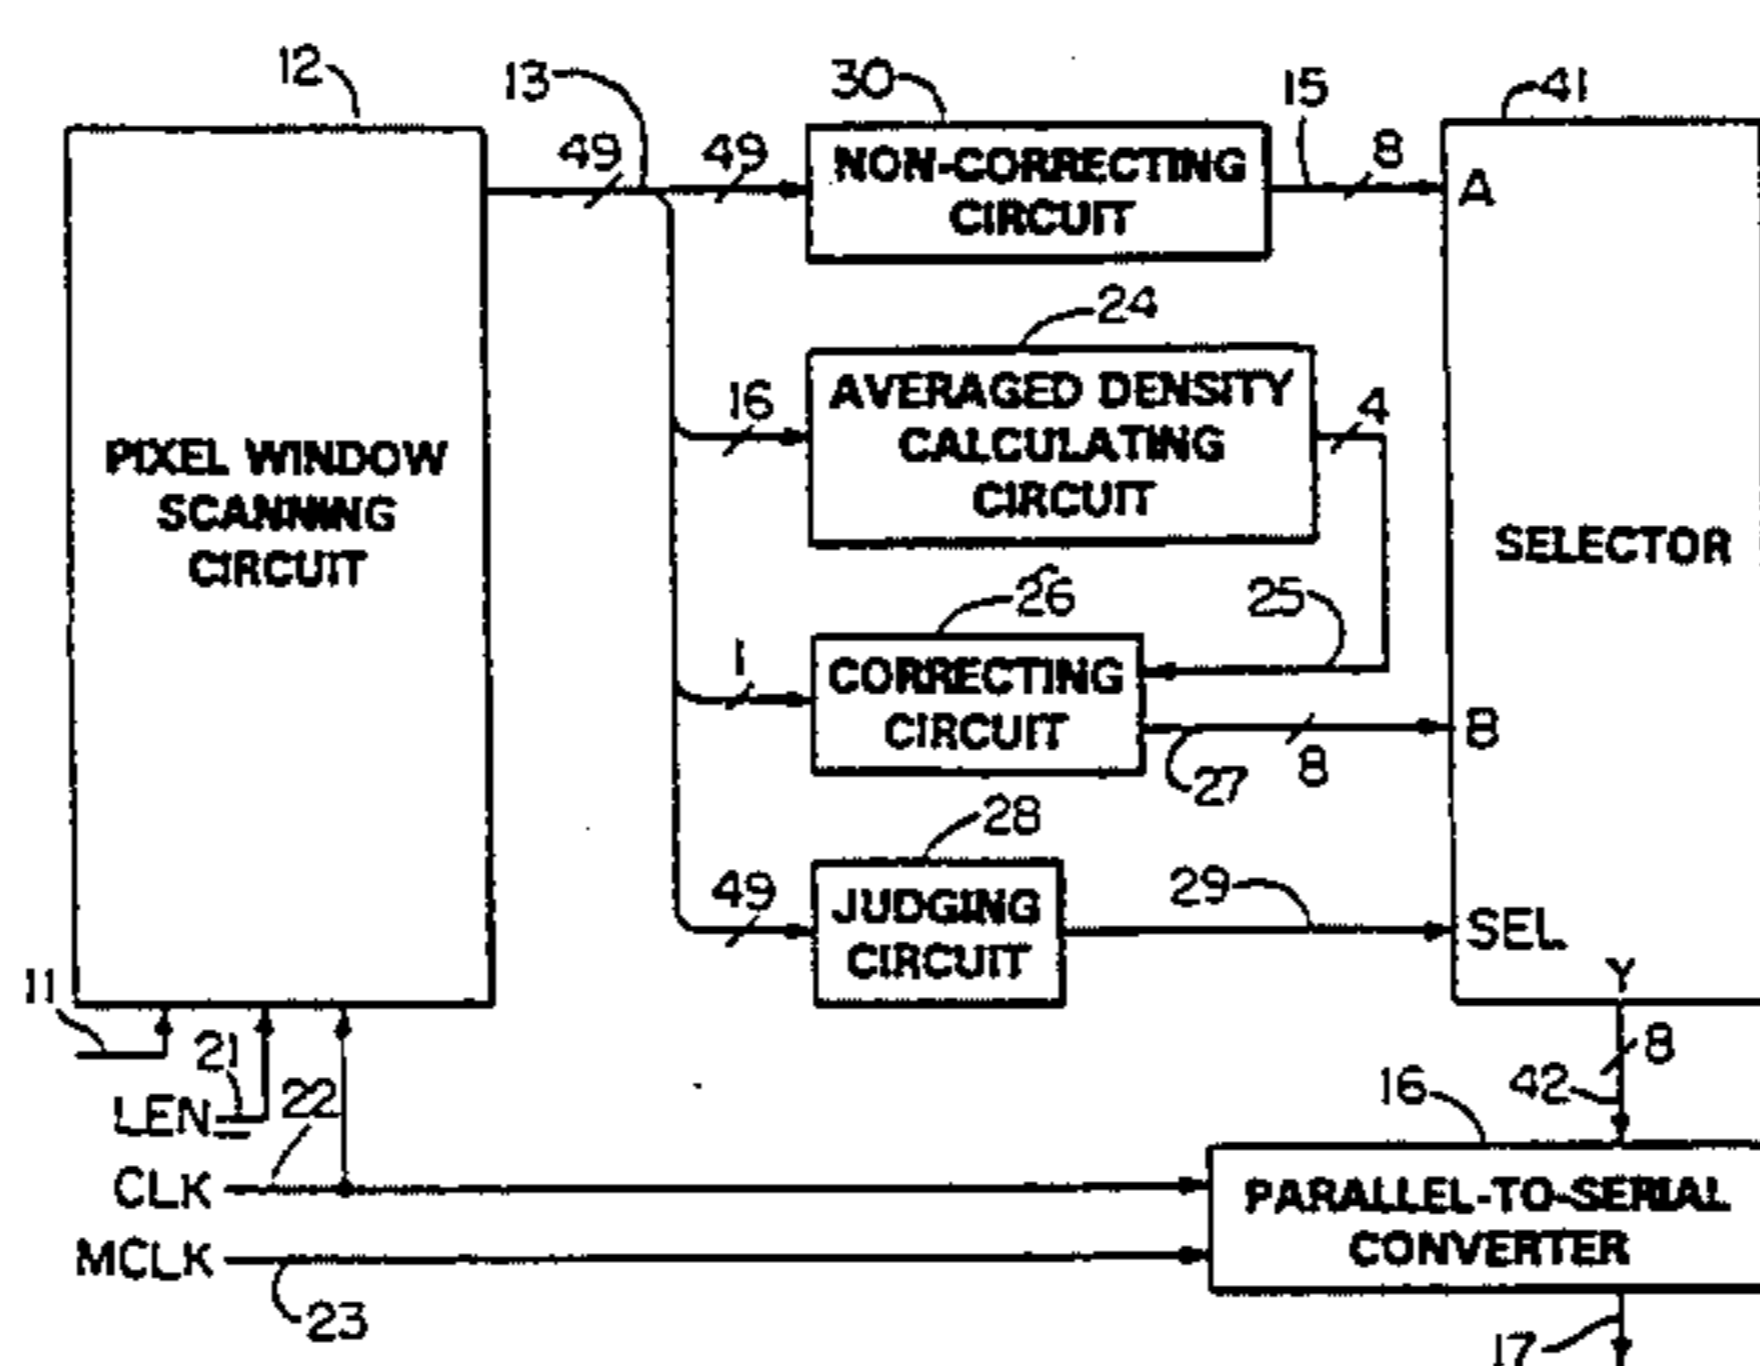 12
13
30
15
41
49
49
NON-CORRECTING
CIRCUIT
8
A
24
16
AVERAGED DENSITY
CALCULATING
CIRCUIT
4
PIXEL WINDOW
SCANNING
CIRCUIT
SELECTOR
26
25
1
CORRECTING
CIRCUIT
B
27
8
28
49
JUDGING
CIRCUIT
29
SEL
Y
11
21
8
LEN
22
16
42
CLK
MCLK
PARALLEL-TO-SERIAL
CONVERTER
23
17